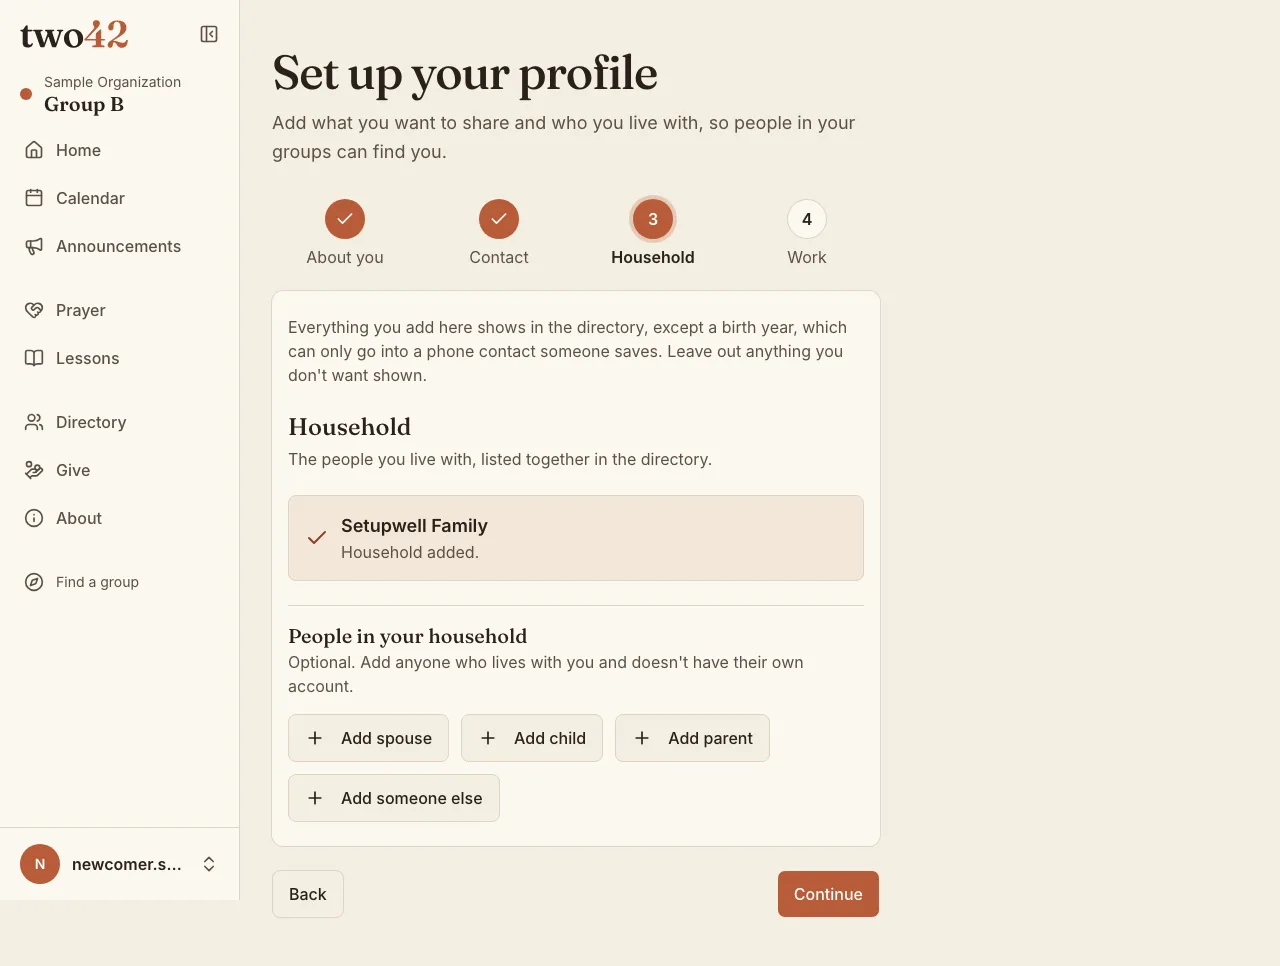 two42
Sample Organization
Group B
Home
Calendar
Announcements
Prayer
Lessons
Directory
Give
About
Find a group
N
newcomer.s...
Set up your profile
Add what you want to share and who you live with, so people in your
groups can find you.
About you
Contact
3
Household
4
Work
Everything you add here shows in the directory, except a birth year, which
can only go into a phone contact someone saves. Leave out anything you
don't want shown.
Household
The people you live with, listed together in the directory.
Setupwell Family
Household added.
People in your household
Optional. Add anyone who lives with you and doesn't have their own
account.
Add spouse
Add child
Add parent
Add someone else
Back
Continue